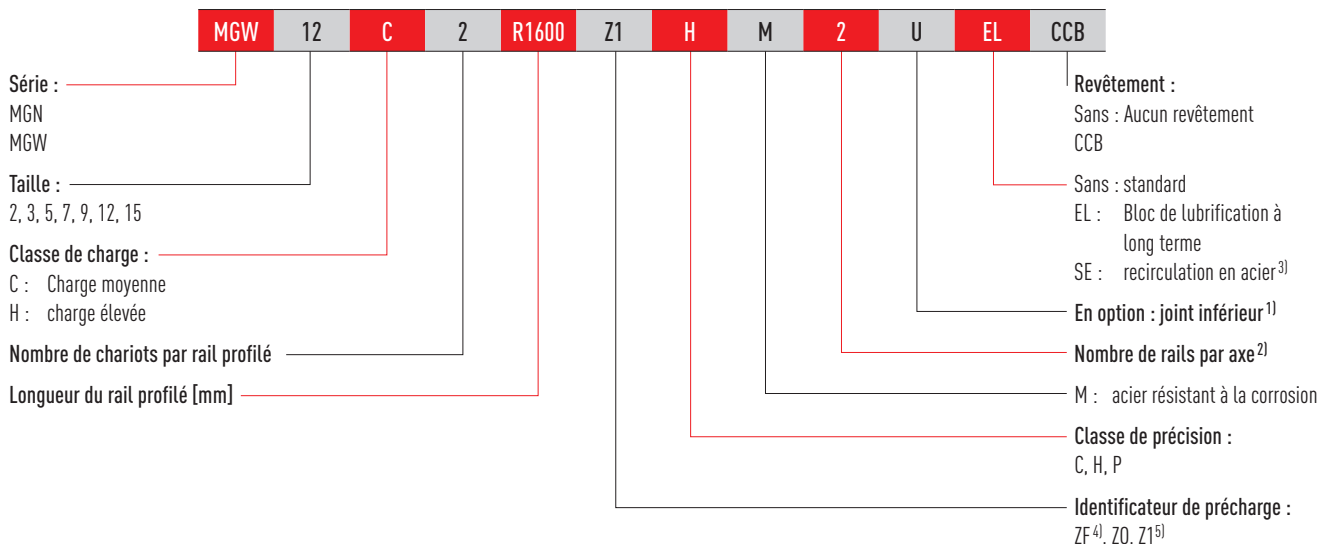 MGW 12 C 2 R1600 Z1 H M 2 U EL CCB
Série :
MGN
MGW
Taille :
2, 3, 5, 7, 9, 12, 15
Classe de charge :
C : Charge moyenne
H : charge élevée
Nombre de chariots par rail profilé
Longueur du rail profilé [mm]
Revêtement :
Sans : Aucun revêtement
CCB
Sans : standard
EL : Bloc de lubrification à
long terme
SE : recirculation en acier 3)
En option : joint inférieur 1)
Nombre de rails par axe 2)
M : acier résistant à la corrosion
Classe de précision :
C, H, P
Identificateur de précharge :
ZF 4), Z0, Z1 5)